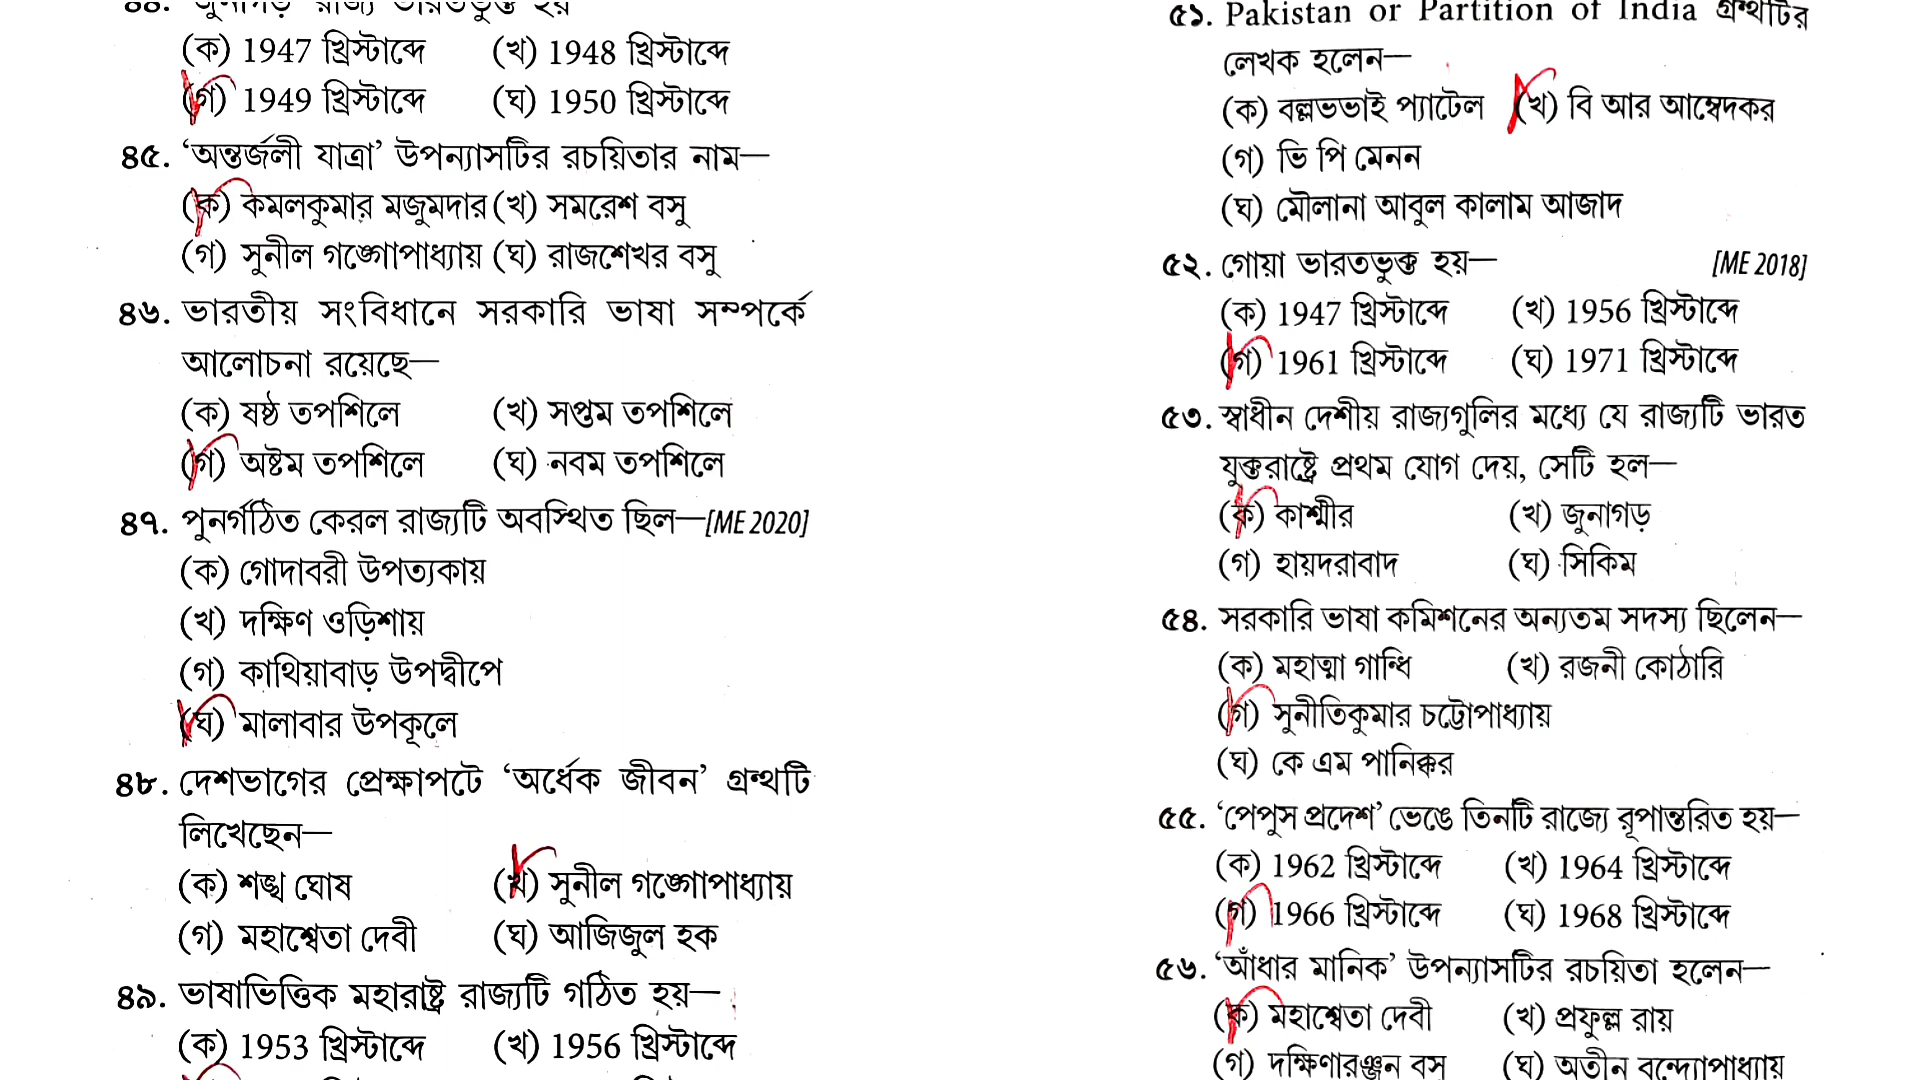 ৪৪. জুনাগড় রাজ্য ভারতভুক্ত হয়
(ক) 1947 খ্রিস্টাব্দে (খ) 1948 খ্রিস্টাব্দে
(গ) 1949 খ্রিস্টাব্দে (ঘ) 1950 খ্রিস্টাব্দে
৪৫. ‘অন্তর্জলী যাত্রা’ উপন্যাসটির রচয়িতার নাম—
(ক) কমলকুমার মজুমদার (খ) সমরেশ বসু
(গ) সুনীল গঙ্গোপাধ্যায় (ঘ) রাজশেখর বসু
৪৬. ভারতীয় সংবিধানে সরকারি ভাষা সম্পর্কে
আলোচনা রয়েছে—
(ক) ষষ্ঠ তপশিলে (খ) সপ্তম তপশিলে
(গ) অষ্টম তপশিলে (ঘ) নবম তপশিলে
৪৭. পুনর্গঠিত কেরল রাজ্যটি অবস্থিত ছিল—[ME 2020]
(ক) গোদাবরী উপত্যকায়
(খ) দক্ষিণ ওড়িশায়
(গ) কাথিয়াবাড় উপদ্বীপে
(ঘ) মালাবার উপকূলে
৪৮. দেশভাগের প্রেক্ষাপটে ‘অর্ধেক জীবন’ গ্রন্থটি
লিখেছেন—
(ক) শঙ্খ ঘোষ (খ) সুনীল গঙ্গোপাধ্যায়
(গ) মহাশ্বেতা দেবী (ঘ) আজিজুল হক
৪৯. ভাষাভিত্তিক মহারাষ্ট্র রাজ্যটি গঠিত হয়—
(ক) 1953 খ্রিস্টাব্দে (খ) 1956 খ্রিস্টাব্দে
৫১. Pakistan or Partition of India গ্রন্থটির
লেখক হলেন—
(ক) বল্লভভাই প্যাটেল (খ) বি আর আম্বেদকর
(গ) ভি পি মেনন
(ঘ) মৌলানা আবুল কালাম আজাদ
৫২. গোয়া ভারতভুক্ত হয়— [ME 2018]
(ক) 1947 খ্রিস্টাব্দে (খ) 1956 খ্রিস্টাব্দে
(গ) 1961 খ্রিস্টাব্দে (ঘ) 1971 খ্রিস্টাব্দে
৫৩. স্বাধীন দেশীয় রাজ্যগুলির মধ্যে যে রাজ্যটি ভারত
যুক্তরাষ্ট্রে প্রথম যোগ দেয়, সেটি হল—
(ক) কাশ্মীর (খ) জুনাগড়
(গ) হায়দরাবাদ (ঘ) সিকিম
৫৪. সরকারি ভাষা কমিশনের অন্যতম সদস্য ছিলেন—
(ক) মহাত্মা গান্ধি (খ) রজনী কোঠারি
(গ) সুনীতিকুমার চট্টোপাধ্যায়
(ঘ) কে এম পানিক্কর
৫৫. ‘পেপুস প্রদেশ’ ভেঙে তিনটি রাজ্যে রূপান্তরিত হয়—
(ক) 1962 খ্রিস্টাব্দে (খ) 1964 খ্রিস্টাব্দে
(গ) 1966 খ্রিস্টাব্দে (ঘ) 1968 খ্রিস্টাব্দে
৫৬. ‘আঁধার মানিক’ উপন্যাসটির রচয়িতা হলেন—
(ক) মহাশ্বেতা দেবী (খ) প্রফুল্ল রায়
(গ) দক্ষিণারঞ্জন বসু (ঘ) অতীন বন্দ্যোপাধ্যায়